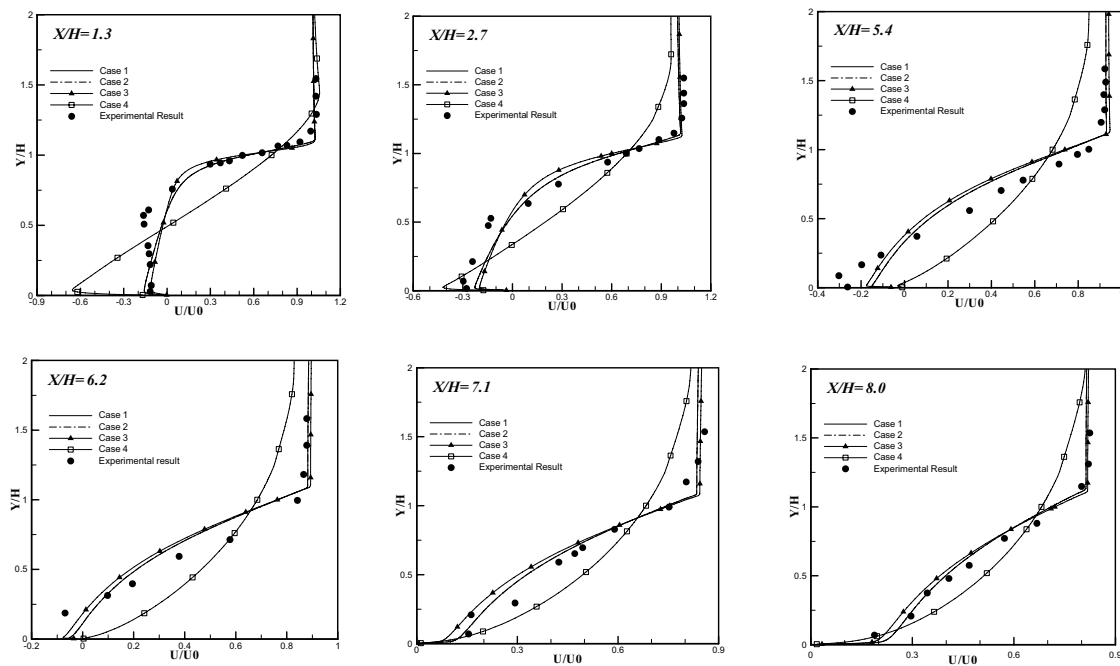 X/H=1.3
Case 1
Case 2
Case 3
Case 4
Experimental Result
Y/H
2
1.5
1
0.5
0
-0.9 -0.6 -0.3 0 0.3 0.6 0.9 1.2
U/U0
X/H=2.7
Case 1
Case 2
Case 3
Case 4
Experimental Result
Y/H
2
1.5
1
0.5
0
-0.6 -0.3 0 0.3 0.6 0.9 1.2
U/U0
X/H=5.4
Case 1
Case 2
Case 3
Case 4
Experimental Result
Y/H
2
1.5
1
0.5
0
-0.4 -0.2 0 0.2 0.4 0.6 0.8 1
U/U0
X/H=6.2
Case 1
Case 2
Case 3
Case 4
Experimental result
Y/H
2
1.5
1
0.5
0
-0.2 0 0.2 0.4 0.6 0.8 1
U/U0
X/H=7.1
Case 1
Case 2
Case 3
Case 4
Experimental Result
Y/H
2
1.5
1
0.5
0
0 0.3 0.6 0.9
U/U0
X/H=8.0
Case 1
Case 2
Case 3
Case 4
Experimental Result
Y/H
2
1.5
1
0.5
0
0 0.3 0.6 0.9
U/U0